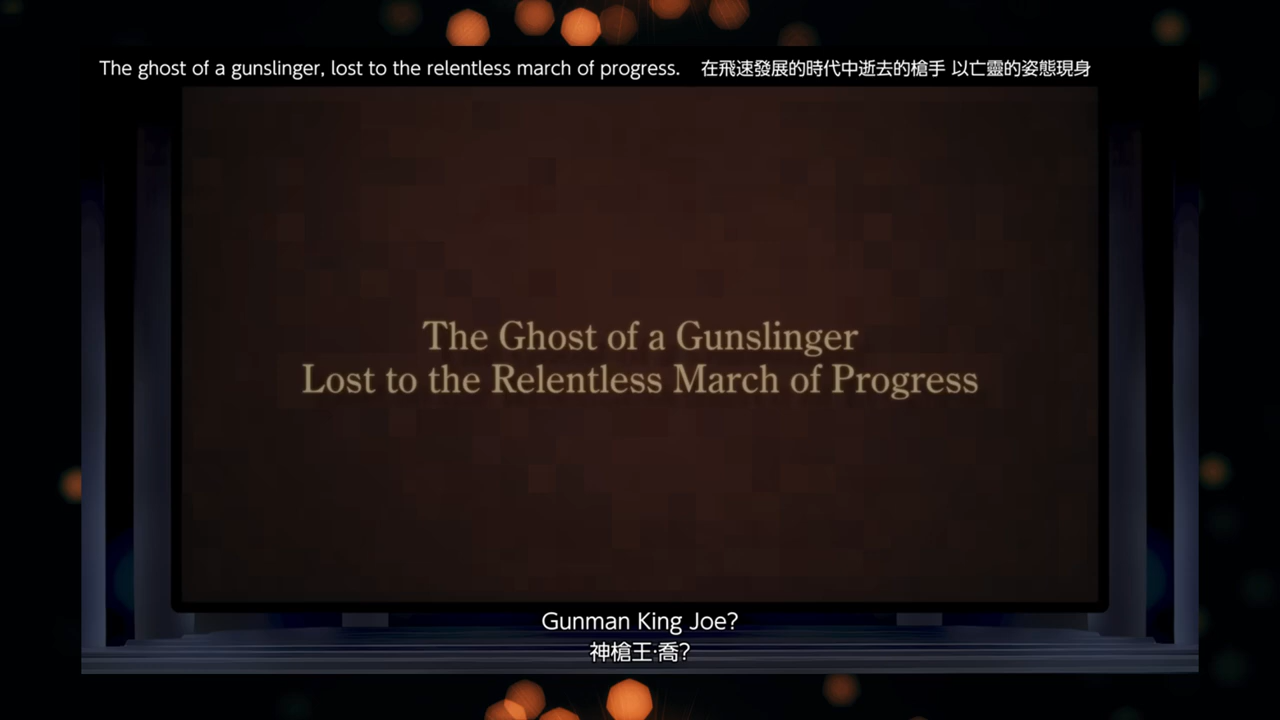 The ghost of a gunslinger, lost to the relentless march of progress. 在飛速發展的時代中逝去的槍手 以亡靈的姿態現身
The Ghost of a Gunslinger
Lost to the Relentless March of Progress
Gunman King Joe?
神槍王·喬?